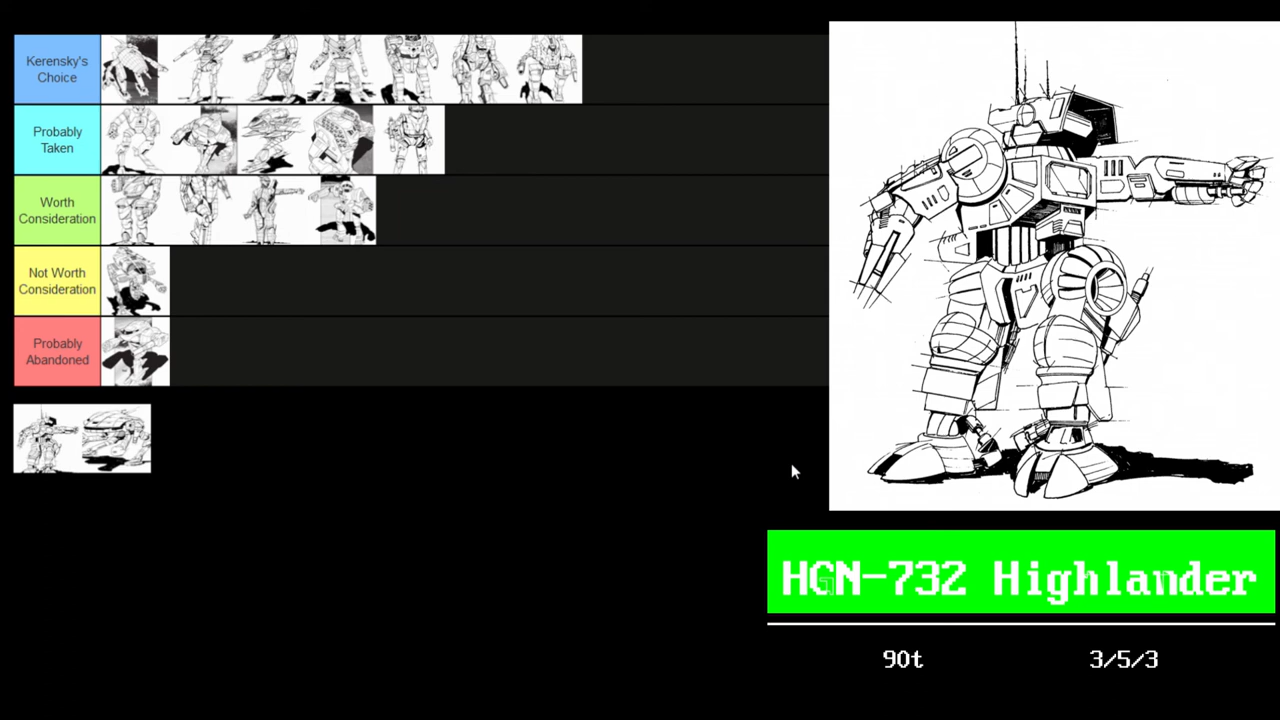 Kerensky's
Choice
Probably
Taken
Worth
Consideration
Not Worth
Consideration
Probably
Abandoned
HGN-732 Highlander
90t 3/5/3